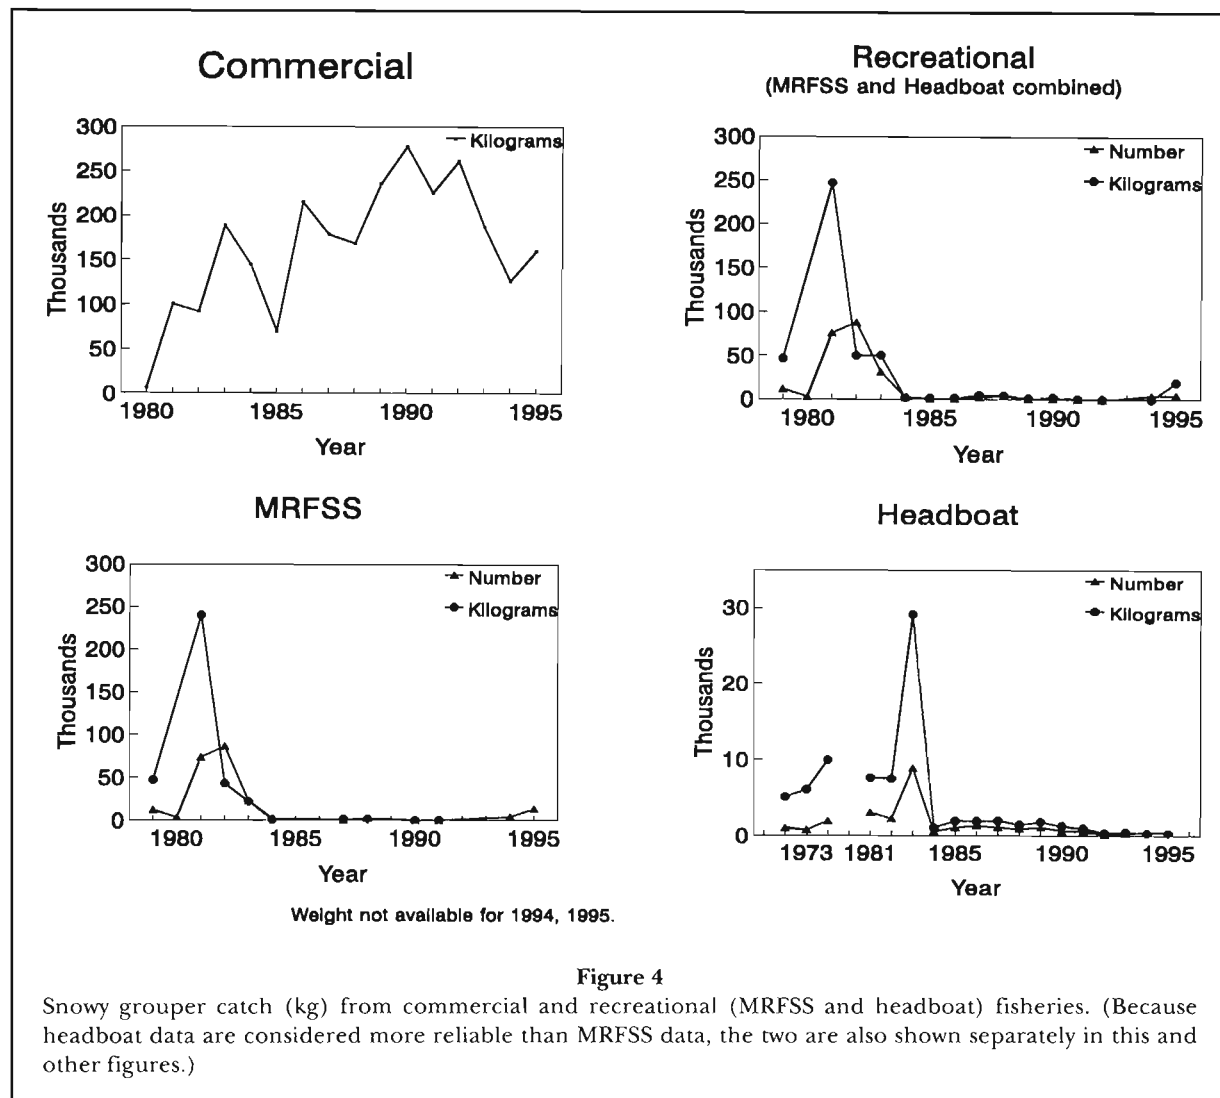 Commercial
300
250
200
150
100
50
0
Thousands
Kilograms
1980
1985
1990
1995
Year
Recreational
(MRFSS and Headboat combined)
300
250
200
150
100
50
0
Thousands
Number
Kilograms
1980
1985
1990
1995
Year
MRFSS
300
250
200
150
100
50
0
Thousands
Number
Kilograms
1980
1985
1990
1995
Year
Weight not available for 1994, 1995.
Headboat
30
20
10
0
Thousands
Number
Kilograms
1973
1981
1985
1990
1995
Year
Figure 4
Snowy grouper catch (kg) from commercial and recreational (MRFSS and headboat) fisheries. (Because
headboat data are considered more reliable than MRFSS data, the two are also shown separately in this and
other figures.)